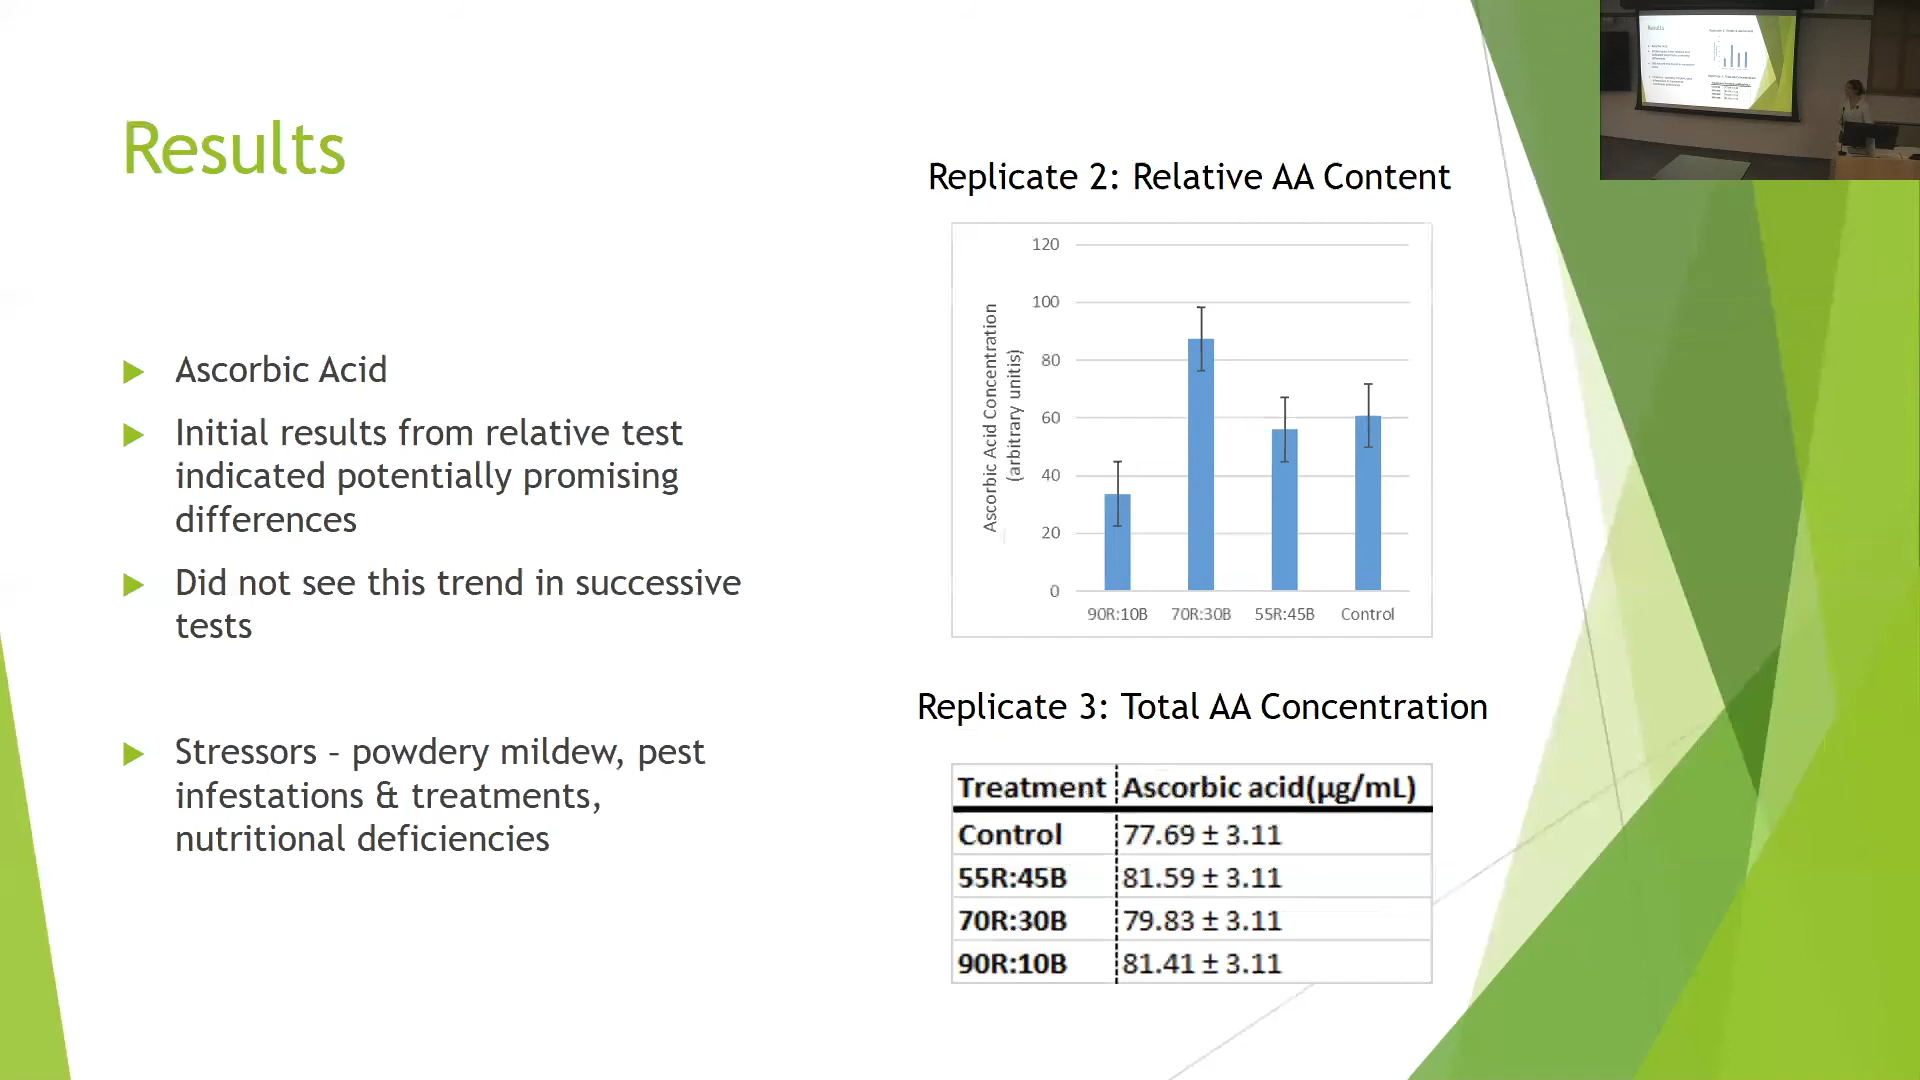 Results
Ascorbic Acid
Initial results from relative test
indicated potentially promising
differences
Did not see this trend in successive
tests
Stressors – powdery mildew, pest
infestations & treatments,
nutritional deficiencies
Replicate 2: Relative AA Content
Ascorbic Acid Concentration
(arbitrary unitis)
120
100
80
60
40
20
0
90R:10B 70R:30B 55R:45B Control
Replicate 3: Total AA Concentration
Treatment Ascorbic acid(µg/mL)
Control 77.69 ± 3.11
55R:45B 81.59 ± 3.11
70R:30B 79.83 ± 3.11
90R:10B 81.41 ± 3.11
Results